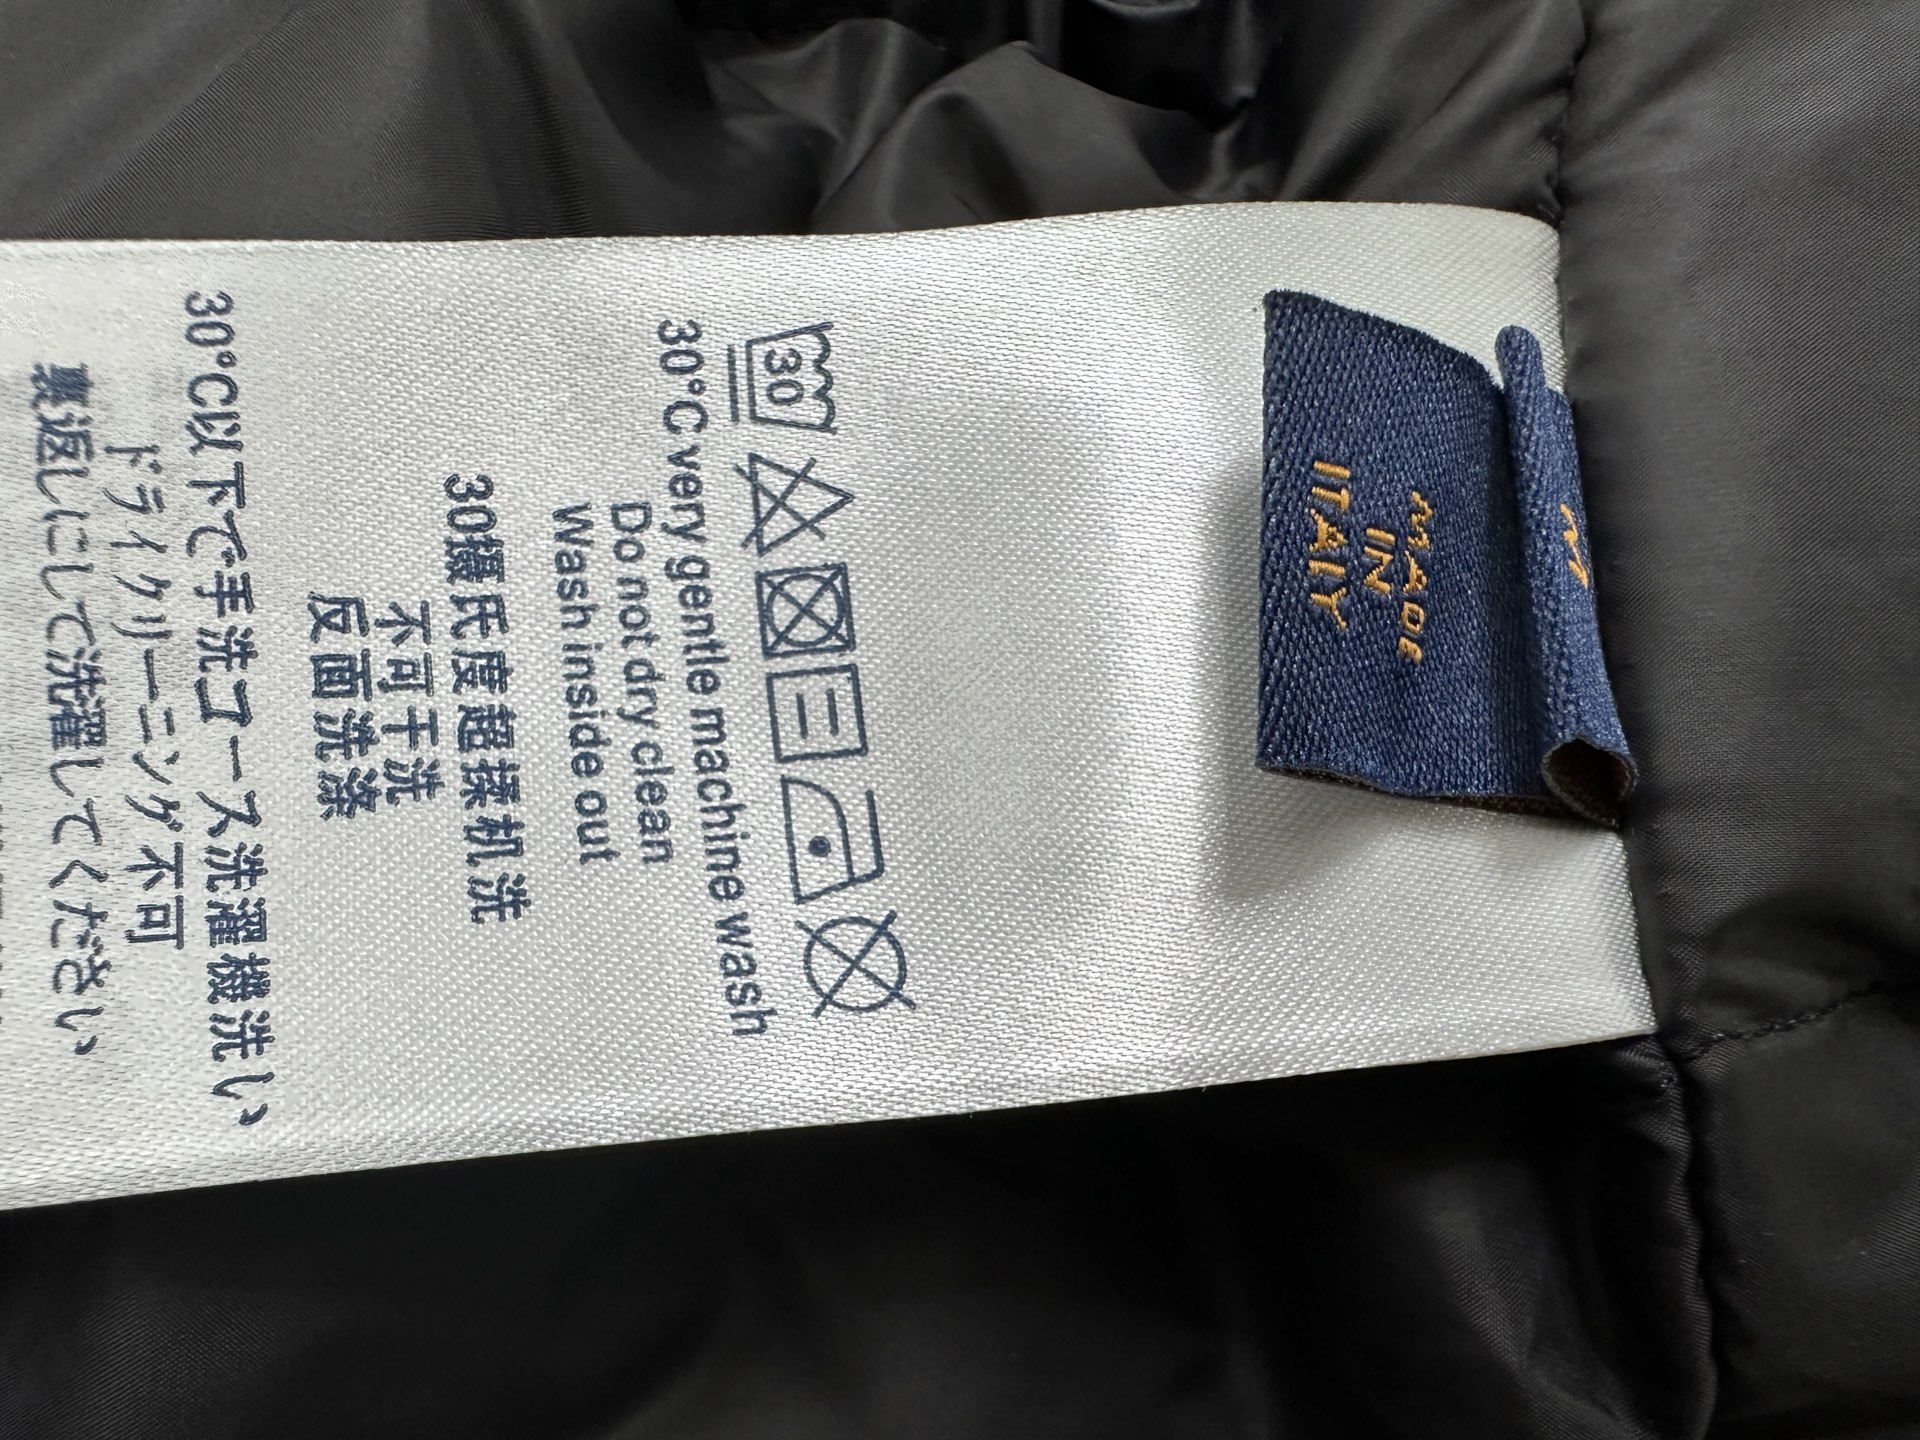 MADE
IN
ITALY
30
30°C very gentle machine wash
Do not dry clean
Wash inside out
30攝氏度超揉机洗
不可干洗
反面洗涤
30°C以下で手洗コース洗濯機洗い
ドライクリーニング不可
裏返しにして洗濯してください